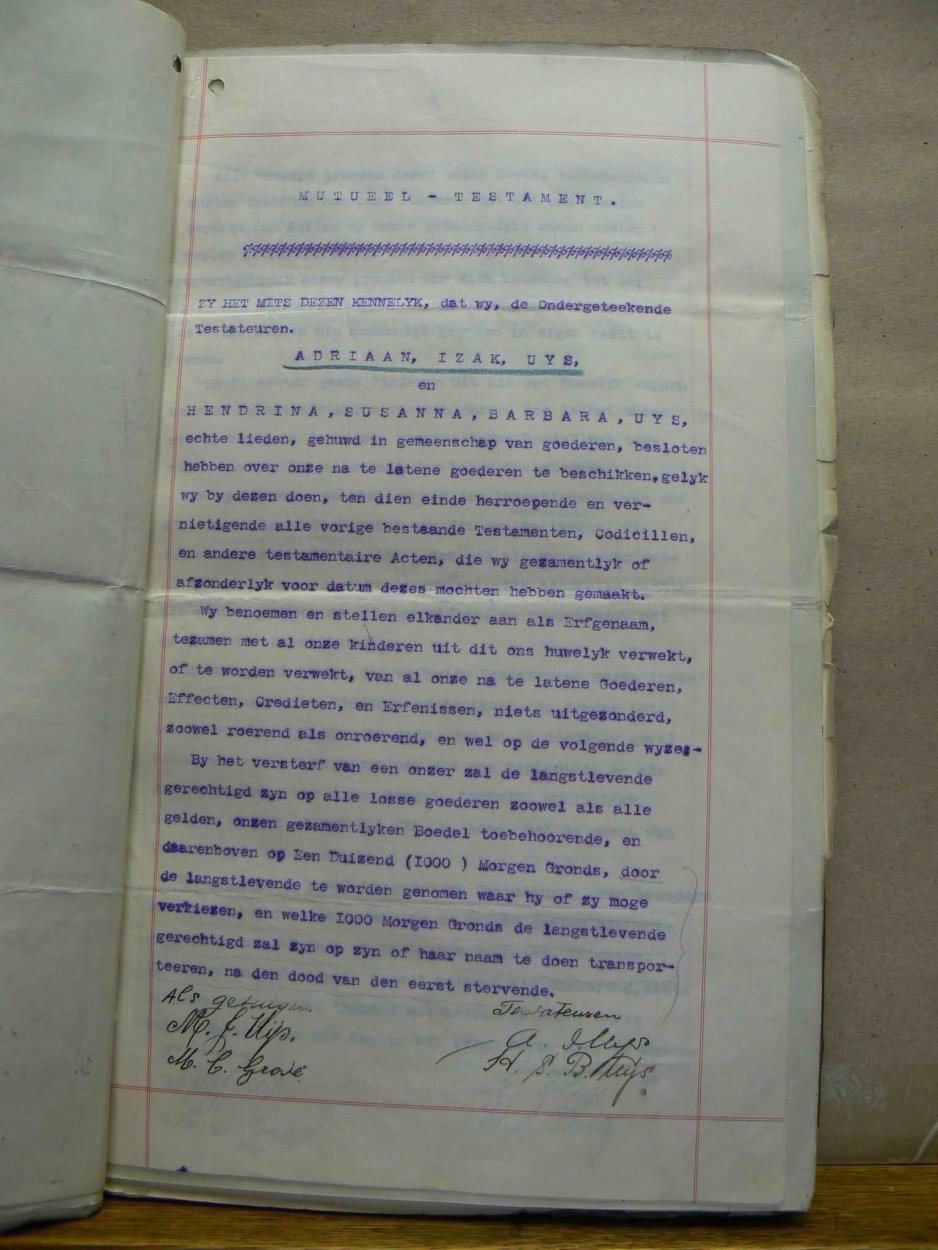 MUTUEEL - TESTAMENT.
ZY HET MITS DEZEN KENNELYK, dat wy, de Ondergeteekende
Testateuren.
ADRIAAN, IZAK, UYS,
en
HENDRINA, SUSANNA, BARBARA, UYS,
echte lieden, gehuwd in gemeenschap van goederen, besloten
hebben over onze na te latene goederen te beschikken, gelyk
wy by dezen doen, ten dien einde herroepende en ver-
nietigende alle vorige bestaande Testamenten, Codicillen,
en andere testamentaire Acten, die wy gezamentlyk of
afzonderlyk voor datum dezes mochten hebben gemaakt.
Wy benoemen en stellen elkander aan als Erfgenaam,
tezamen met al onze kinderen uit dit ons huwelyk verwekt,
of te worden verwekt, van al onze na te latene Goederen,
Effecten, Credieten, en Erfenissen, niets uitgezonderd,
zoowel roerend als onroerend, en wel op de volgende wyze:-
By het versterf van een onzer zal de langstlevende
gerechtigd zyn op alle losse goederen zoowel als alle
gelden, onzen gezamentlyken Boedel toebehoorende, en
daarenboven op Een Duizend (1000 ) Morgen Gronds, door
de langstlevende te worden genomen waar hy of zy moge
verkiezen, en welke 1000 Morgen Gronds de langstlevende
gerechtigd zal zyn op zyn of haar naam te doen transpor-
teeren, na den dood van den eerst stervende.
Als getuigen Testateuren
M. J. Uijs. A. I. Uijs
M. C. Grové H. S. B. Uijs